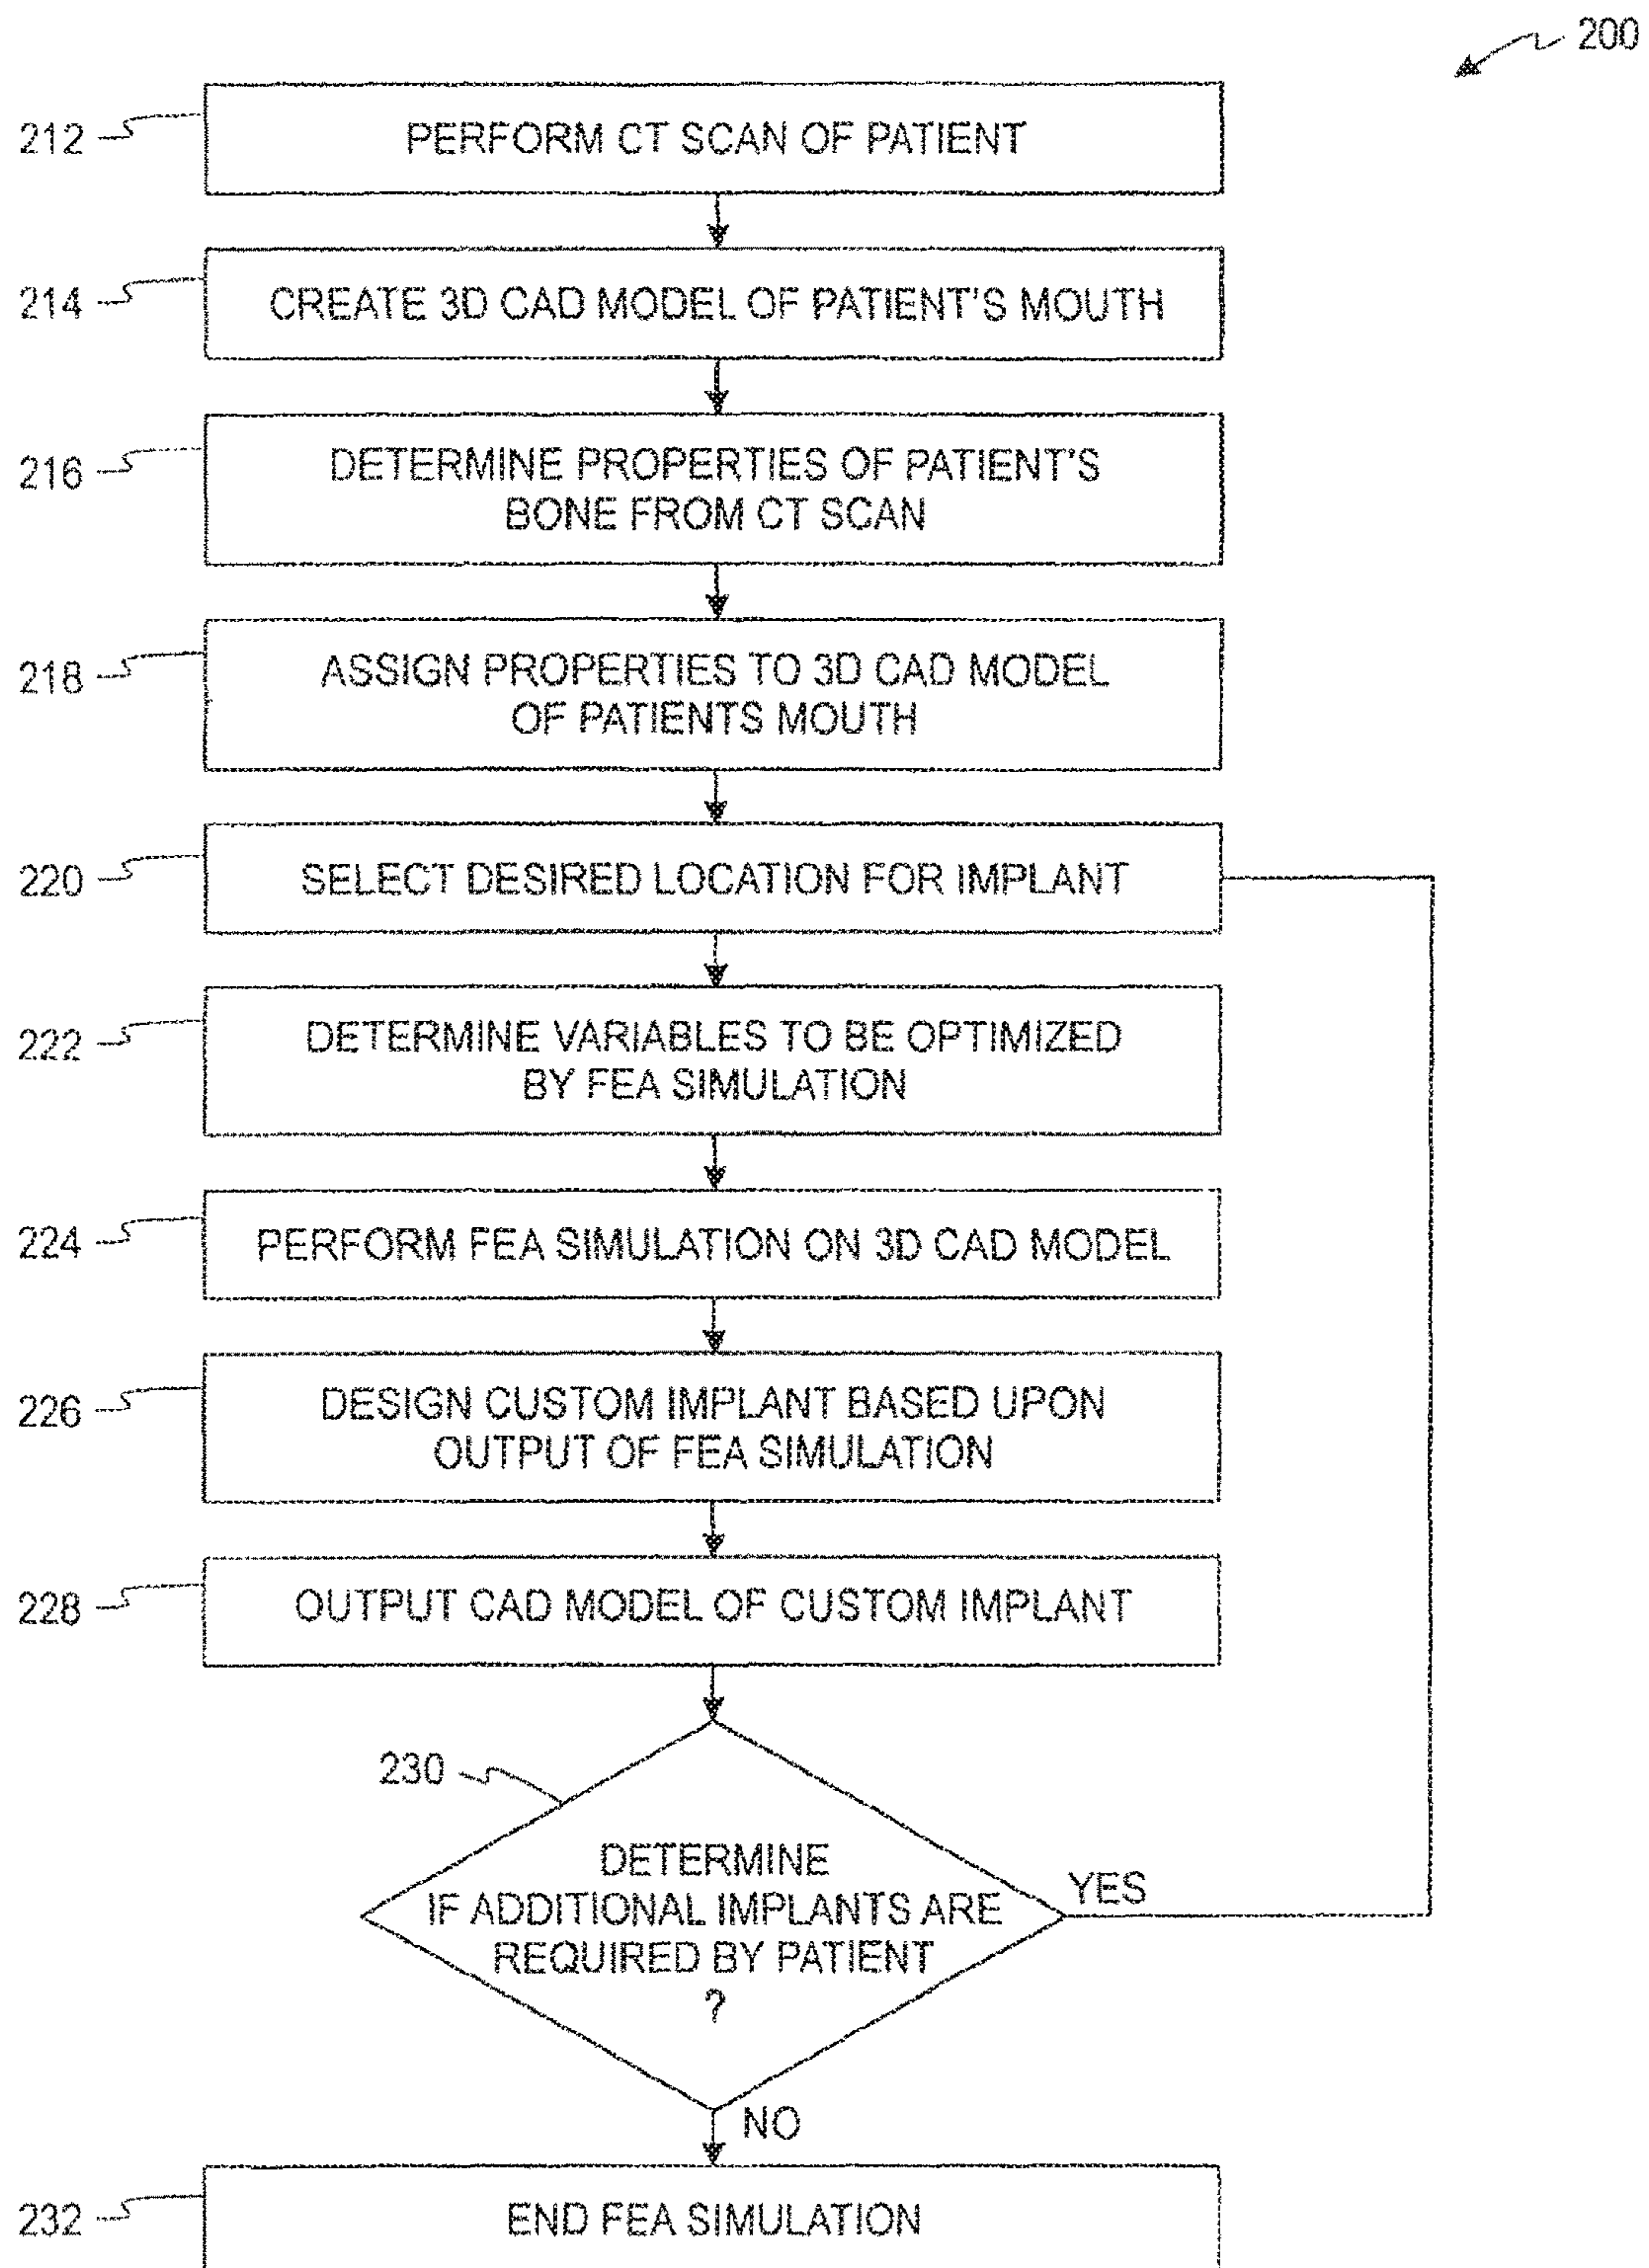 200
212
PERFORM CT SCAN OF PATIENT
214
CREATE 3D CAD MODEL OF PATIENT'S MOUTH
216
DETERMINE PROPERTIES OF PATIENT'S
BONE FROM CT SCAN
218
ASSIGN PROPERTIES TO 3D CAD MODEL
OF PATIENTS MOUTH
220
SELECT DESIRED LOCATION FOR IMPLANT
222
DETERMINE VARIABLES TO BE OPTIMIZED
BY FEA SIMULATION
224
PERFORM FEA SIMULATION ON 3D CAD MODEL
226
DESIGN CUSTOM IMPLANT BASED UPON
OUTPUT OF FEA SIMULATION
228
OUTPUT CAD MODEL OF CUSTOM IMPLANT
230
DETERMINE
IF ADDITIONAL IMPLANTS ARE
REQUIRED BY PATIENT
?
YES
NO
232
END FEA SIMULATION